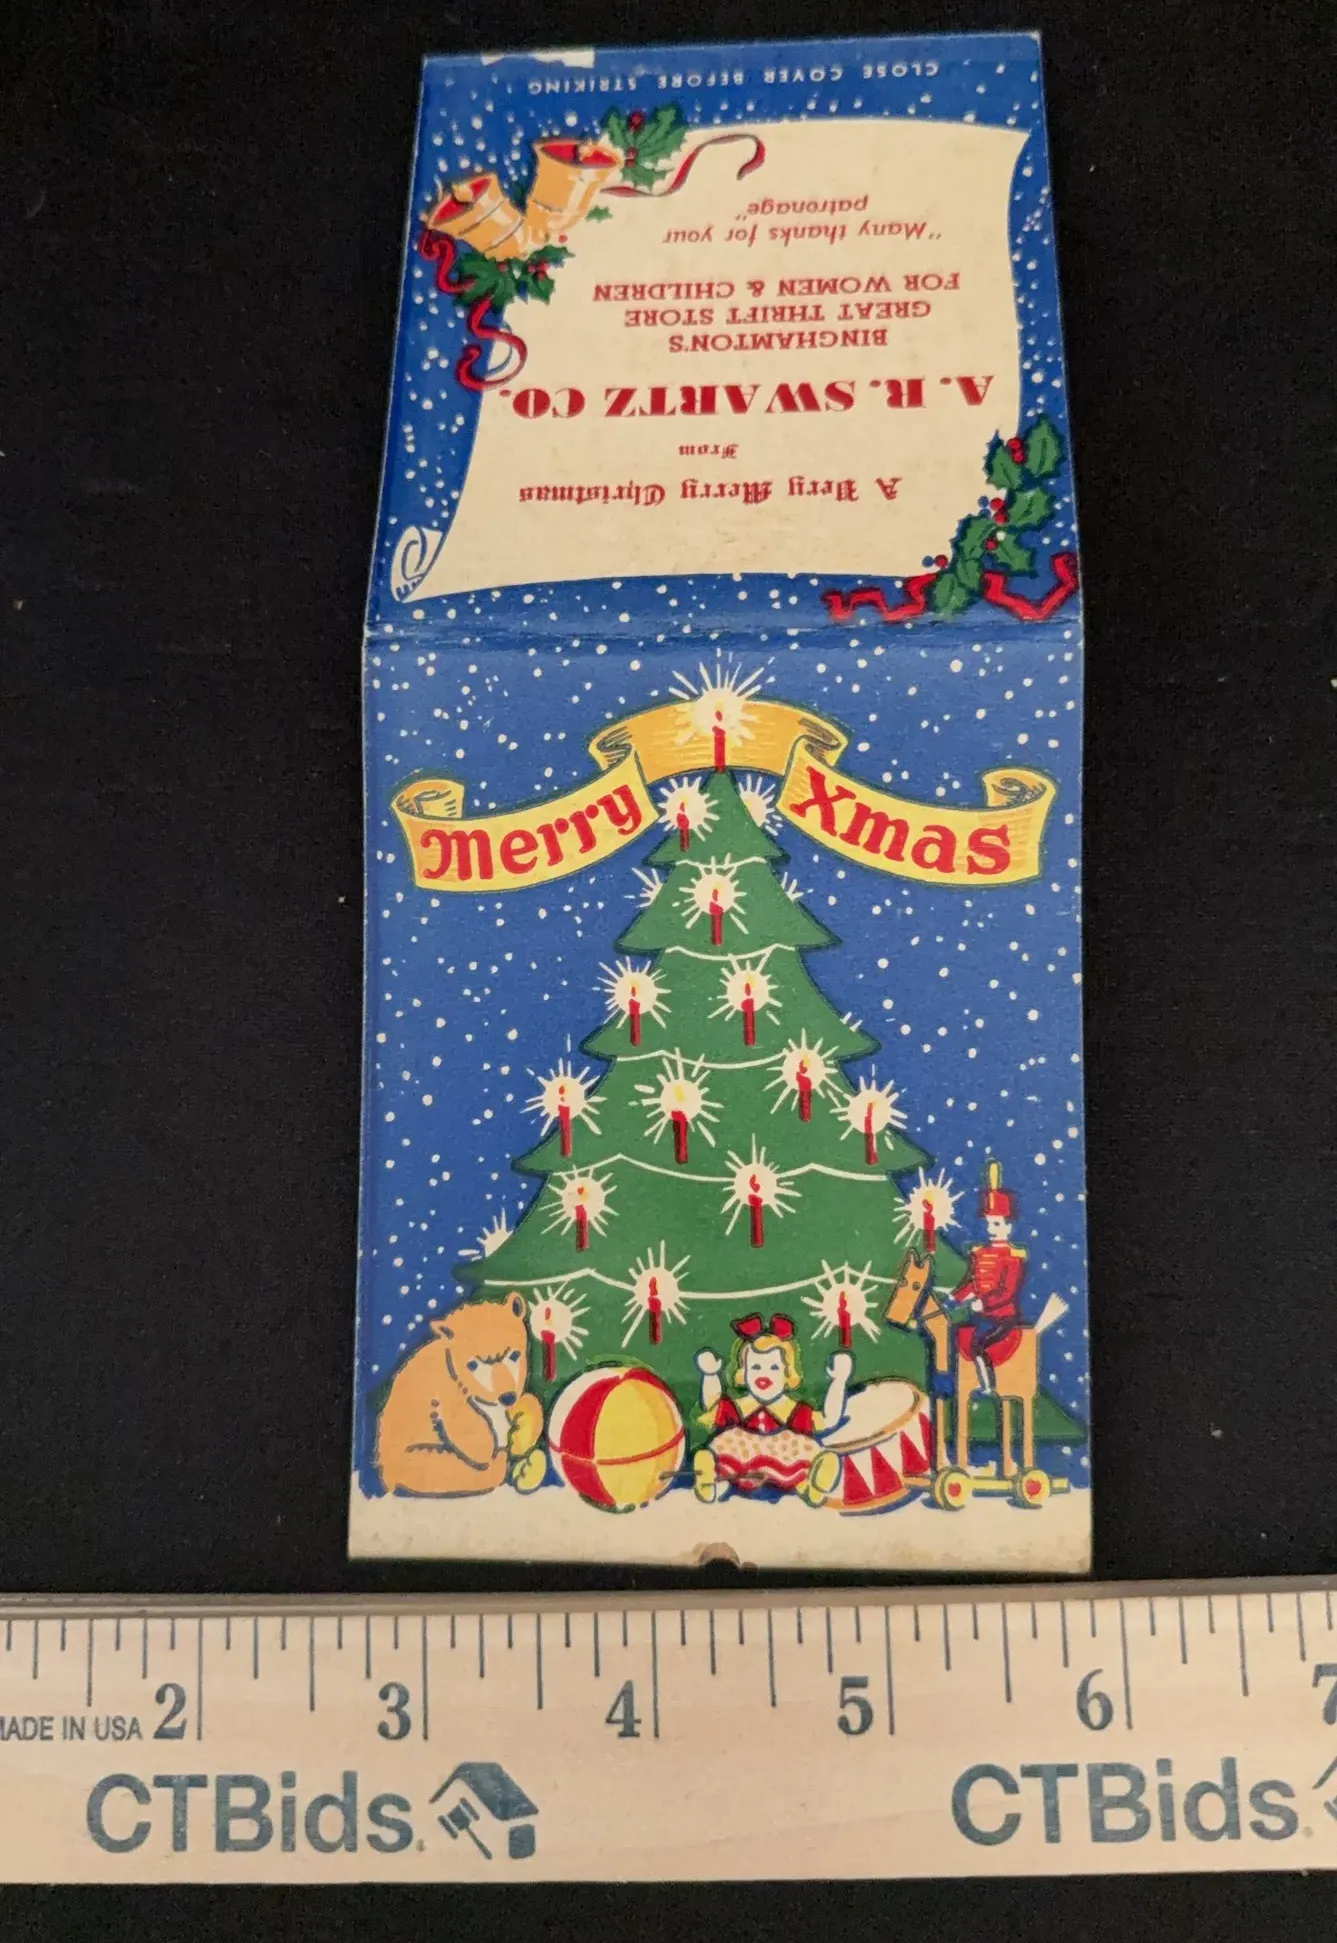 CLOSE COVER BEFORE STRIKING
A Very Merry Christmas
From
A. R. SWARTZ CO.
BINGHAMTON'S
GREAT THRIFT STORE
FOR WOMEN & CHILDREN
"Many thanks for your
patronage"
Merry Xmas
2 3 4 5 6 7
MADE IN USA
CTBids. CTBids.